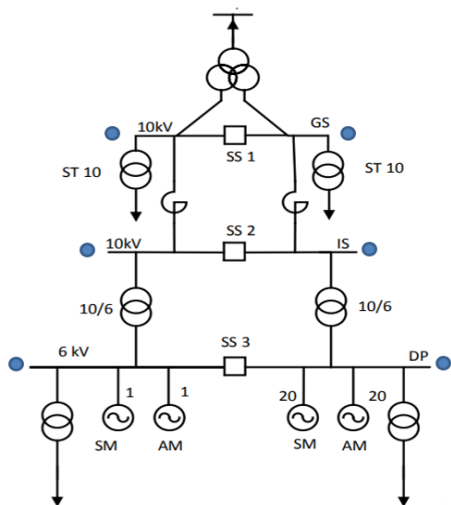 10kV GS
SS 1
ST 10 ST 10
10kV SS 2 IS
10/6 10/6
SS 3
6 kV DP
1 1 20 20
SM AM SM AM